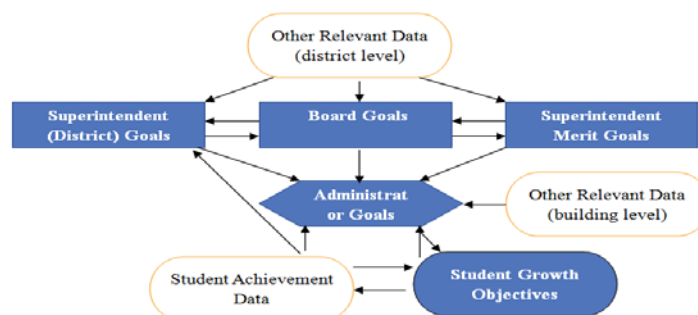 Other Relevant Data
(district level)
Superintendent
(District) Goals
Board Goals
Superintendent
Merit Goals
Administrat
or Goals
Other Relevant Data
(building level)
Student Achievement
Data
Student Growth
Objectives